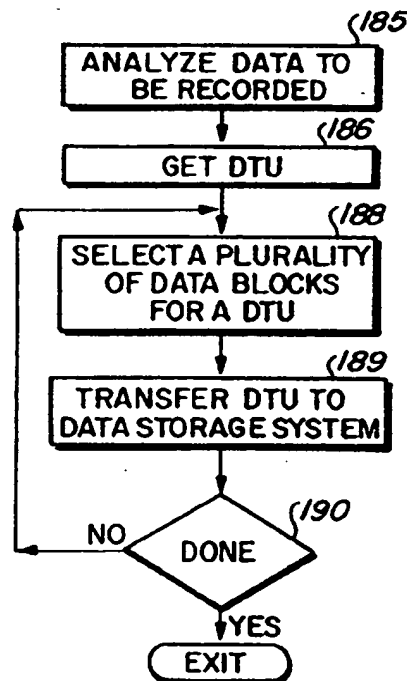 185
ANALYZE DATA TO
BE RECORDED
186
GET DTU
188
SELECT A PLURALITY
OF DATA BLOCKS
FOR A DTU
189
TRANSFER DTU TO
DATA STORAGE SYSTEM
190
NO
DONE
YES
EXIT